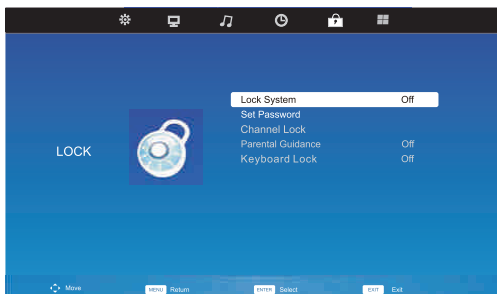 Lock System Off
Set Password
Channel Lock
Parental Guidance Off
Keyboard Lock Off
LOCK
Move MENU Return ENTER Select EXIT Exit